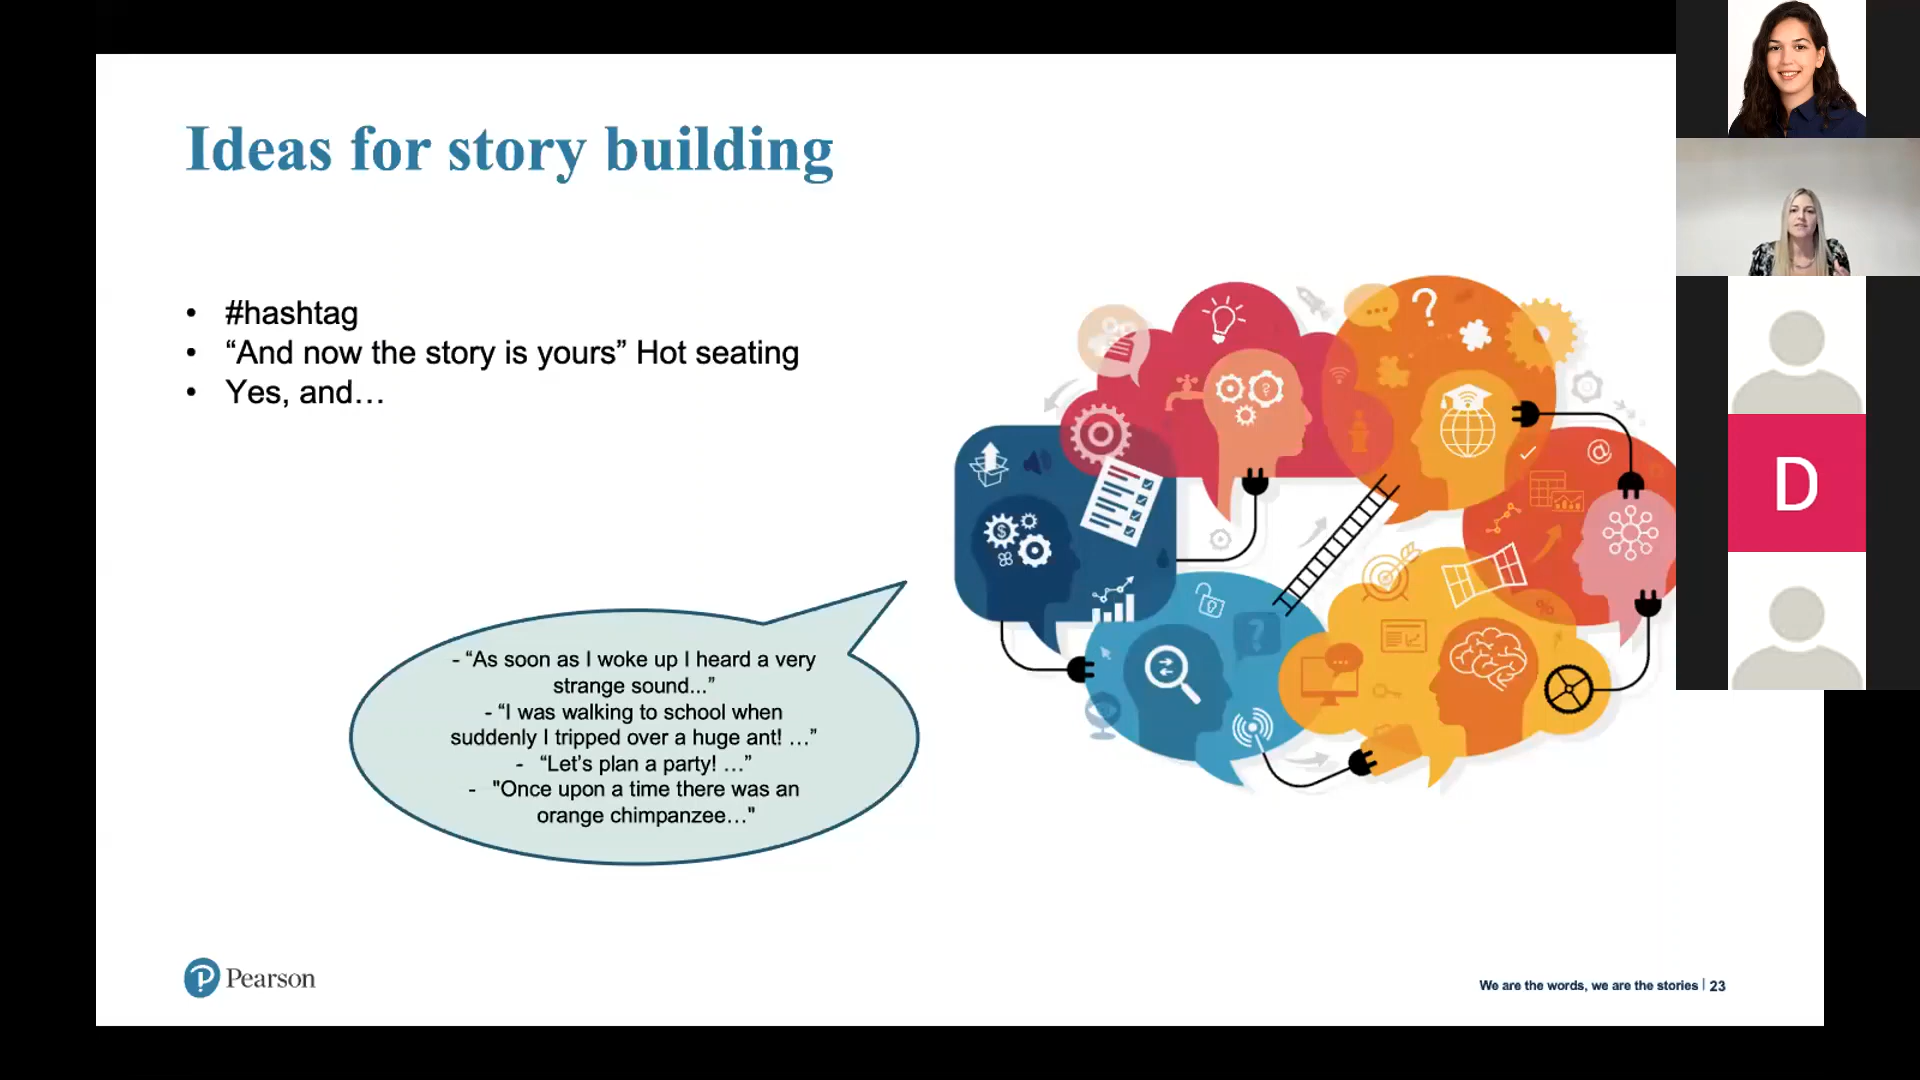 Ideas for story building
• #hashtag
• “And now the story is yours” Hot seating
• Yes, and…
- “As soon as I woke up I heard a very
strange sound...”
- “I was walking to school when
suddenly I tripped over a huge ant! …”
- “Let’s plan a party! …”
- "Once upon a time there was an
orange chimpanzee…"
D
Pearson
We are the words, we are the stories | 23